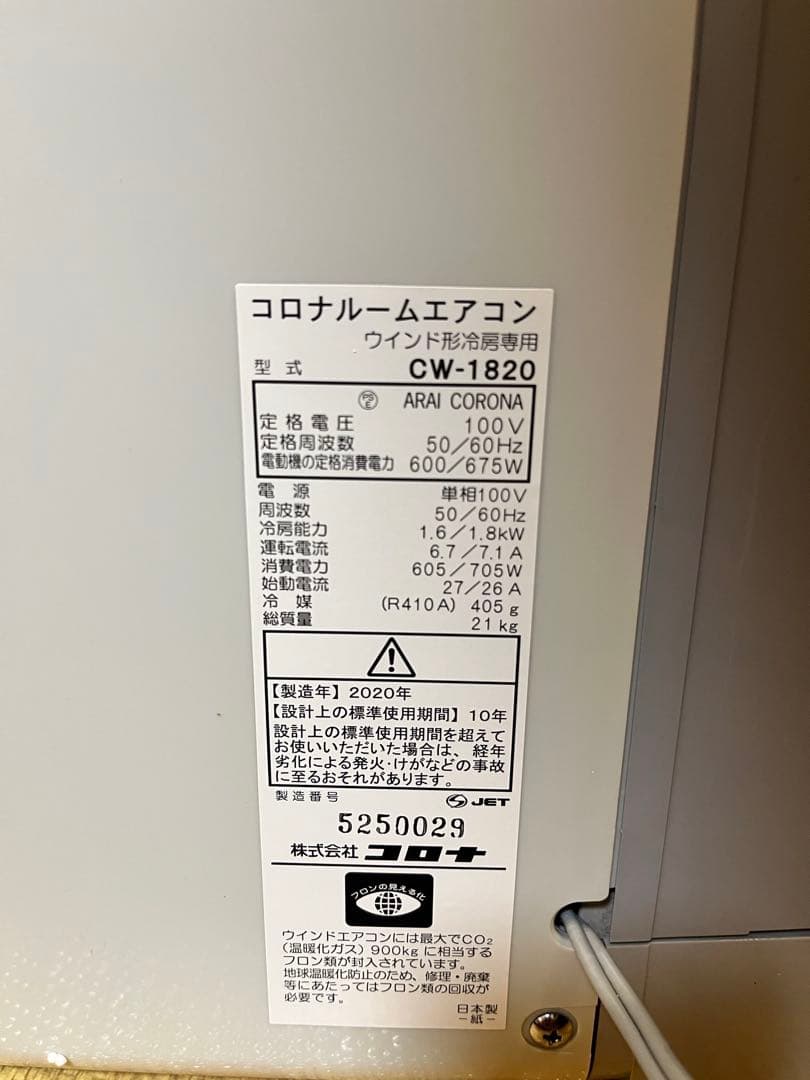 コロナルームエアコン
ウインド形冷房専用
型式 CW-1820
PSE ARAI CORONA
定格電圧 100V
定格周波数 50/60Hz
電動機の定格消費電力 600/675W
電源 単相100V
周波数 50/60Hz
冷房能力 1.6/1.8kW
運転電流 6.7/7.1A
消費電力 605/705W
始動電流 27/26A
冷媒 (R410A) 405g
総質量 21kg
【製造年】2020年
【設計上の標準使用期間】10年
設計上の標準使用期間を超えて
お使いいただいた場合は、経年
劣化による発火・けがなどの事故
に至るおそれがあります。
製造番号 JET
5250029
株式会社 コロナ
フロンの見える化
ウインドエアコンには最大でCO₂
(温暖化ガス)900kgに相当する
フロン類が封入されています。
地球温暖化防止のため、修理・廃棄
等にあたってはフロン類の回収が
必要です。
日本製
-紙-